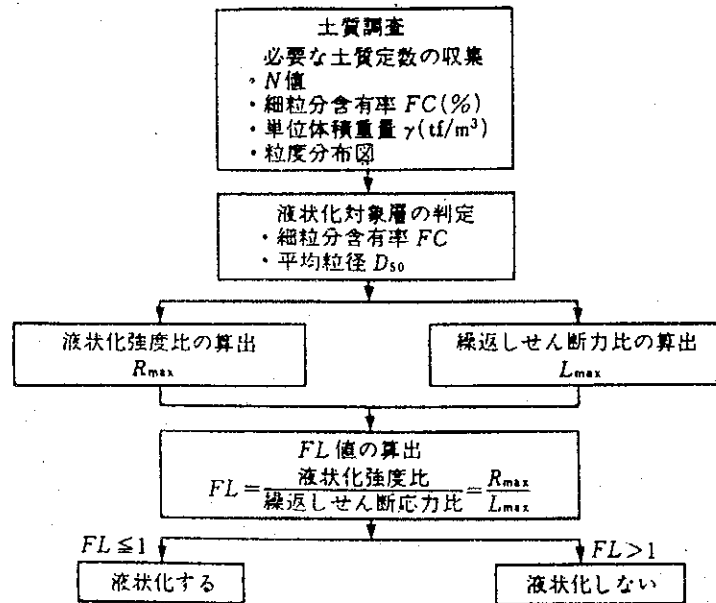 土質調査
必要な土質定数の収集
・N値
・細粒分含有率 FC(%)
・単位体積重量 γ(tf/m³)
・粒度分布図
液状化対象層の判定
・細粒分含有率 FC
・平均粒径 D₅₀
液状化強度比の算出
Rmax
繰返しせん断力比の算出
Lmax
FL値の算出
FL=液状化強度比/繰返しせん断応力比=Rmax/Lmax
FL≦1
FL>1
液状化する
液状化しない